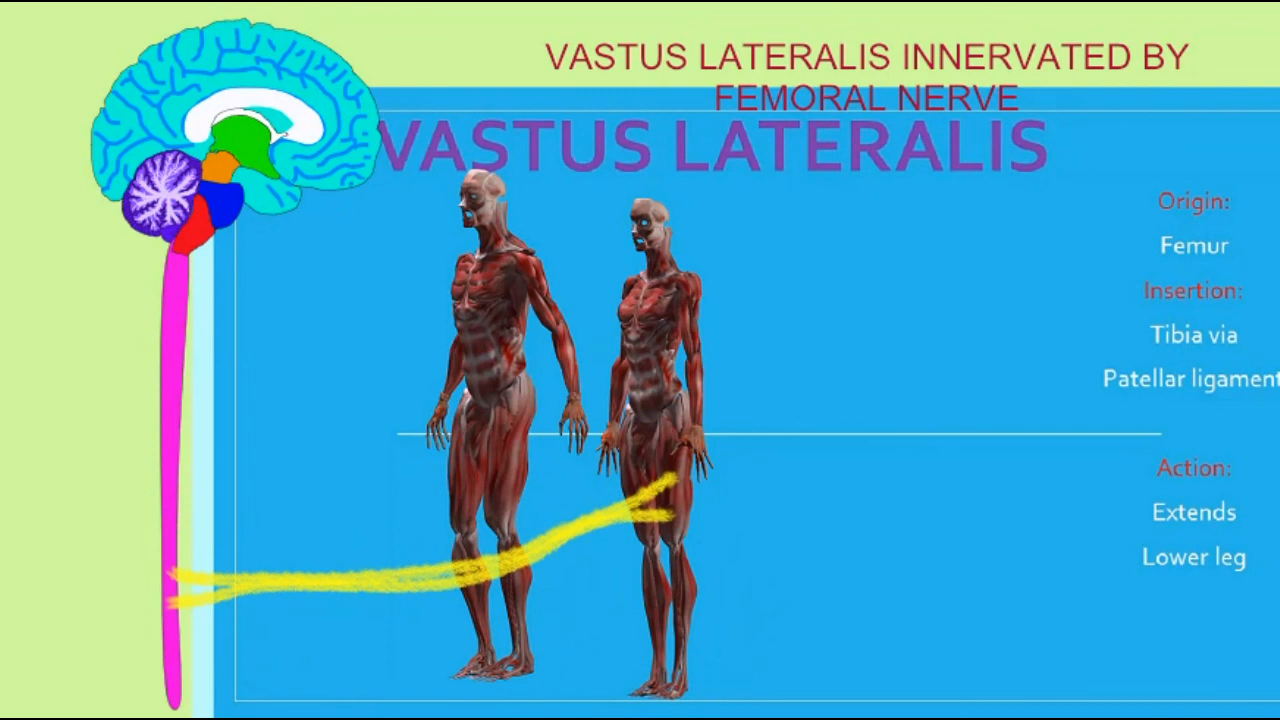 VASTUS LATERALIS INNERVATED BY
FEMORAL NERVE
VASTUS LATERALIS
Origin:
Femur
Insertion:
Tibia via
Patellar ligament
Action:
Extends
Lower leg